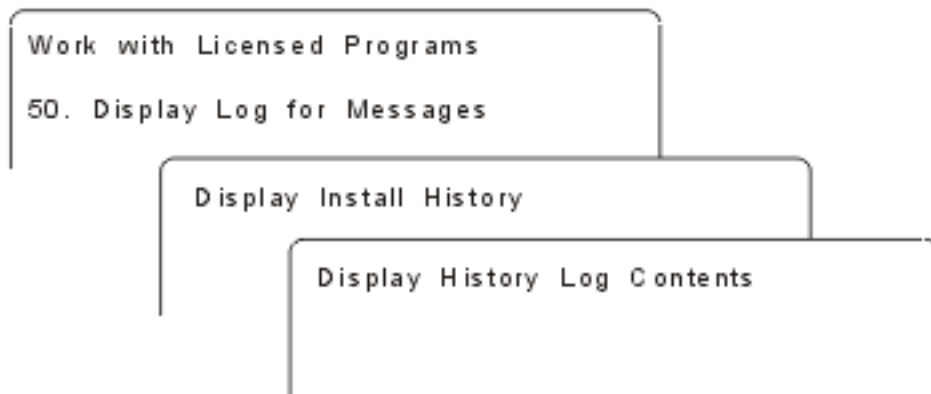 Work with Licensed Programs
50. Display Log for Messages
Display Install History
Display History Log Contents